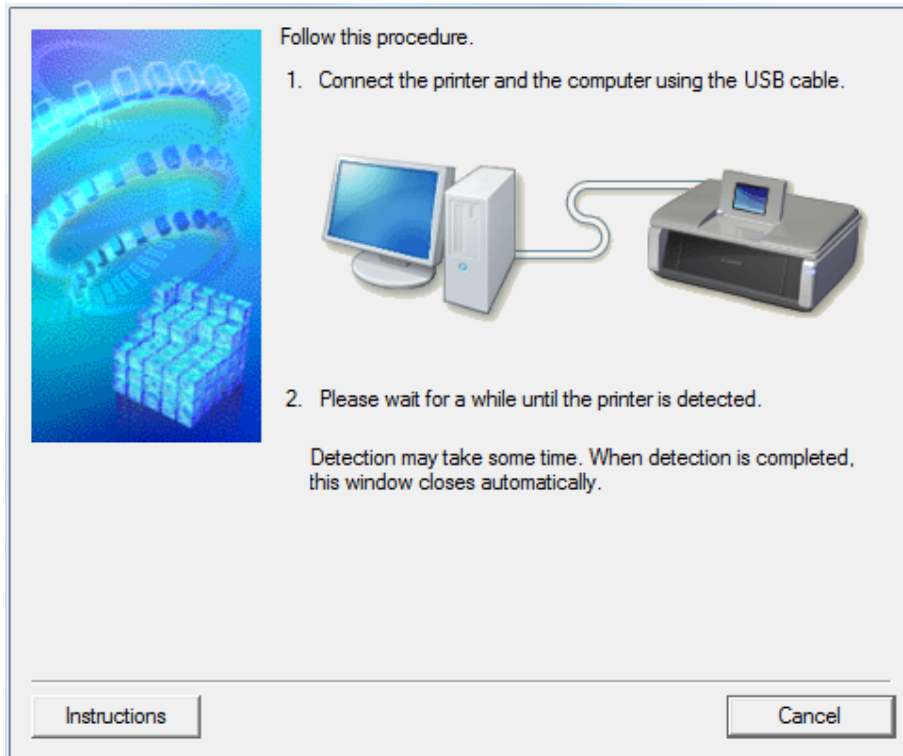 Follow this procedure.
1. Connect the printer and the computer using the USB cable.
2. Please wait for a while until the printer is detected.
Detection may take some time. When detection is completed,
this window closes automatically.
Instructions
Cancel